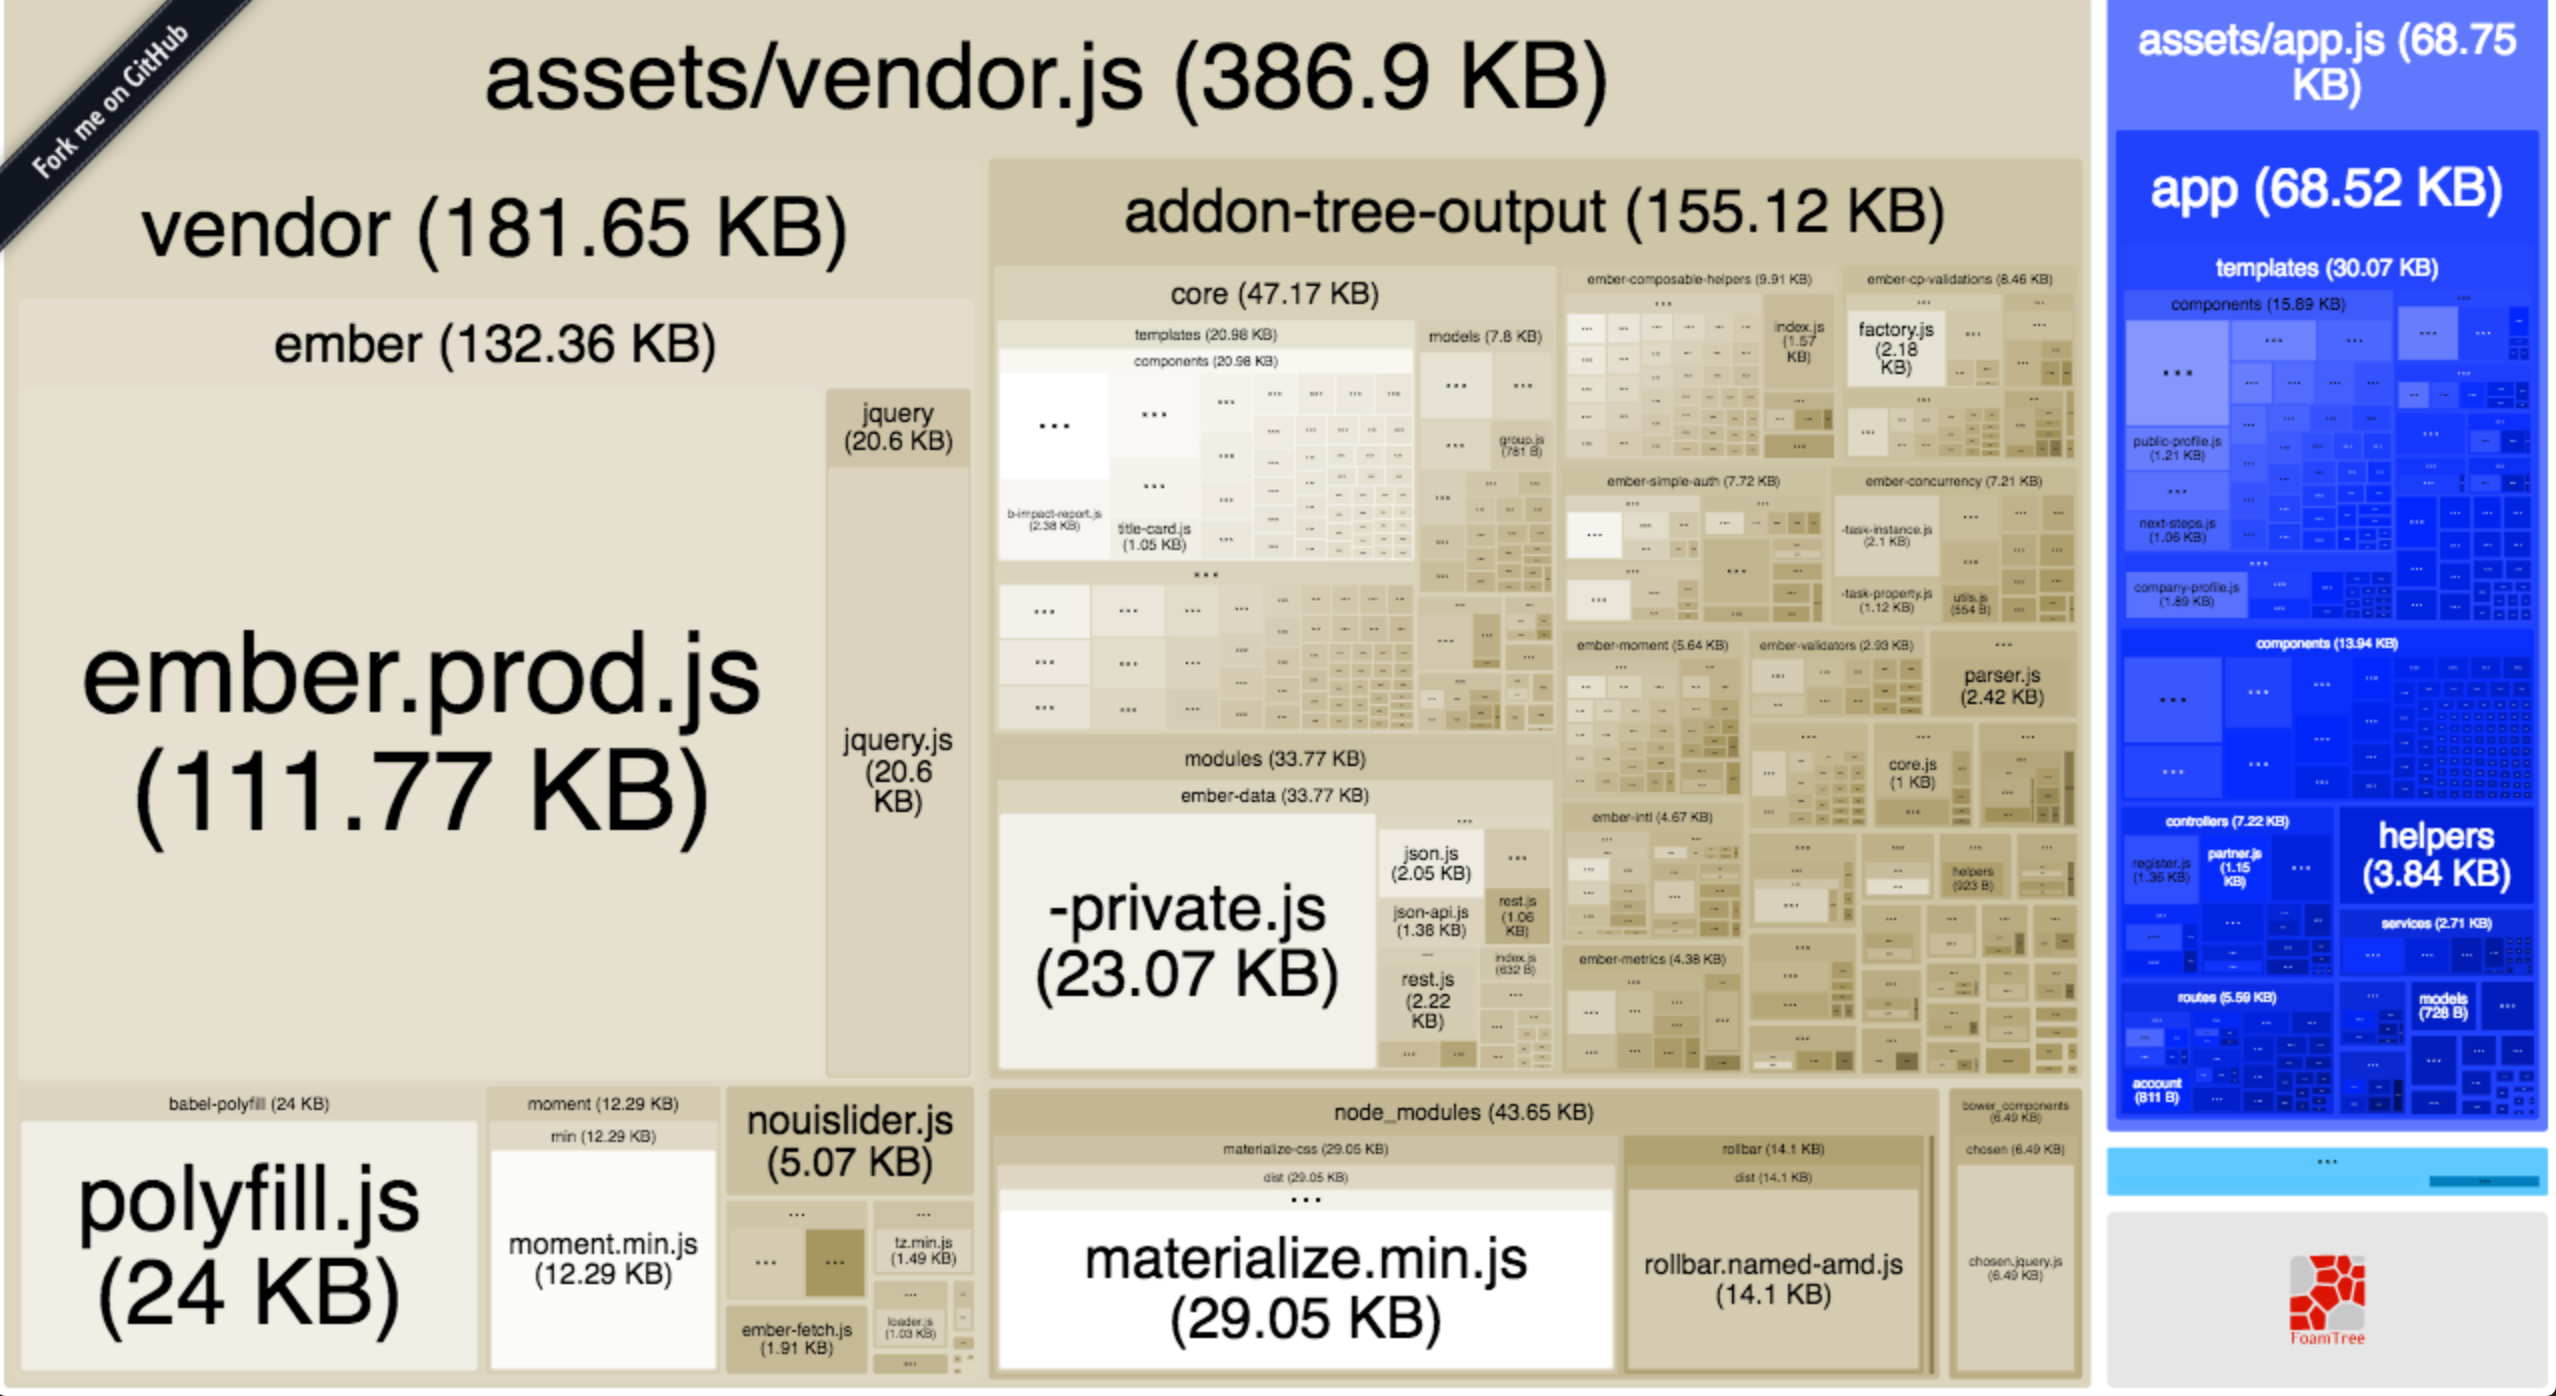 Fork me on GitHub
assets/vendor.js (386.9 KB)
vendor (181.65 KB)
ember (132.36 KB)
ember.prod.js
(111.77 KB)
jquery
(20.6 KB)
jquery.js
(20.6
KB)
babel-polyfill (24 KB)
polyfill.js
(24 KB)
moment (12.29 KB)
min (12.29 KB)
moment.min.js
(12.29 KB)
nouislider.js
(5.07 KB)
...
...
...
ember-fetch.js
(1.91 KB)
...
tz.min.js
(1.49 KB)
...
loader.js
(1.03 KB)
...
addon-tree-output (155.12 KB)
core (47.17 KB)
templates (20.98 KB)
components (20.98 KB)
...
...
...
b-impact-report.js
(2.38 KB)
title-card.js
(1.05 KB)
models (7.8 KB)
...
...
...
group.js
(781 B)
...
modules (33.77 KB)
ember-data (33.77 KB)
-private.js
(23.07 KB)
...
json.js
(2.05 KB)
...
json-api.js
(1.38 KB)
rest.js
(1.06
KB)
...
rest.js
(2.22
KB)
index.js
(632 B)
...
ember-composable-helpers (9.91 KB)
...
index.js
(1.57
KB)
ember-cp-validations (8.46 KB)
...
factory.js
(2.18
KB)
ember-simple-auth (7.72 KB)
...
ember-concurrency (7.21 KB)
-task-instance.js
(2.1 KB)
-task-property.js
(1.12 KB)
utils.js
(554 B)
ember-moment (5.64 KB)
...
ember-validators (2.93 KB)
...
parser.js
(2.42 KB)
...
core.js
(1 KB)
...
ember-intl (4.67 KB)
...
helpers
(923 B)
ember-metrics (4.38 KB)
...
node_modules (43.65 KB)
materialize-css (29.05 KB)
dist (29.05 KB)
...
materialize.min.js
(29.05 KB)
rollbar (14.1 KB)
dist (14.1 KB)
rollbar.named-amd.js
(14.1 KB)
bower_components
(6.49 KB)
chosen (6.49 KB)
chosen.jquery.js
(6.49 KB)
assets/app.js (68.75
KB)
app (68.52 KB)
templates (30.07 KB)
components (15.89 KB)
...
public-profile.js
(1.21 KB)
...
next-steps.js
(1.06 KB)
company-profile.js
(1.89 KB)
components (13.94 KB)
...
controllers (7.22 KB)
register.js
(1.36 KB)
partner.js
(1.15
KB)
...
helpers
(3.84 KB)
services (2.71 KB)
routes (5.59 KB)
account
(811 B)
models
(728 B)
...
...
...
FoamTree